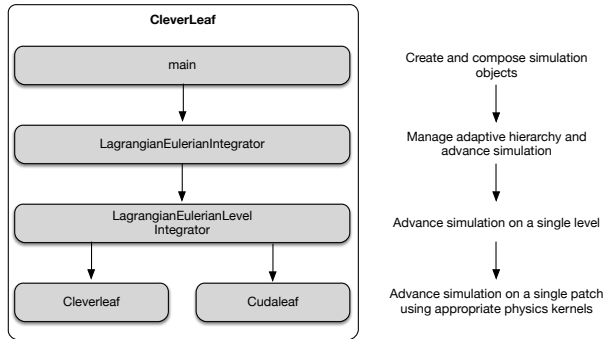 CleverLeaf
main
Create and compose simulation
objects
LagrangianEulerianIntegrator
Manage adaptive hierarchy and
advance simulation
LagrangianEulerianLevel
Integrator
Advance simulation on a single level
Cleverleaf
Cudaleaf
Advance simulation on a single patch
using appropriate physics kernels